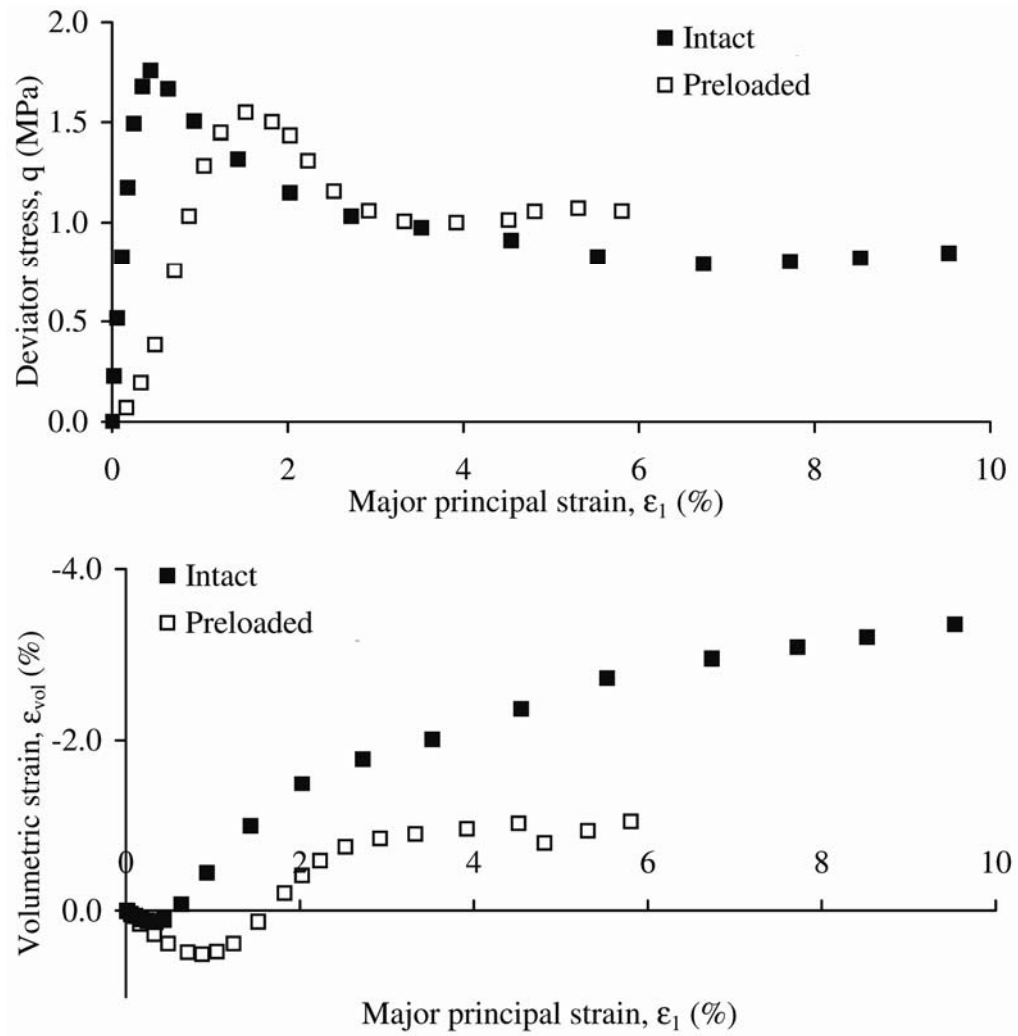 2.0
■ Intact
□ Preloaded
1.5
1.0
0.5
0.0
Deviator stress, q (MPa)
0 2 4 6 8 10
Major principal strain, ε₁ (%)
-4.0
■ Intact
□ Preloaded
-2.0
0 2 4 6 8 10
0.0
Volumetric strain, εvol (%)
Major principal strain, ε₁ (%)